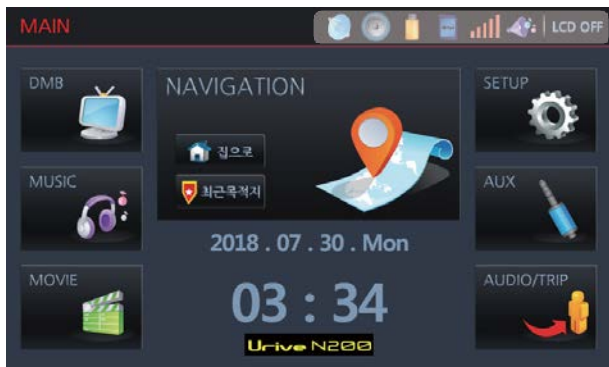 MAIN
LCD OFF
DMB
NAVIGATION
SETUP
집으로
최근목적지
MUSIC
AUX
2018 . 07 . 30 . Mon
MOVIE
03 : 34
AUDIO/TRIP
Urive N200